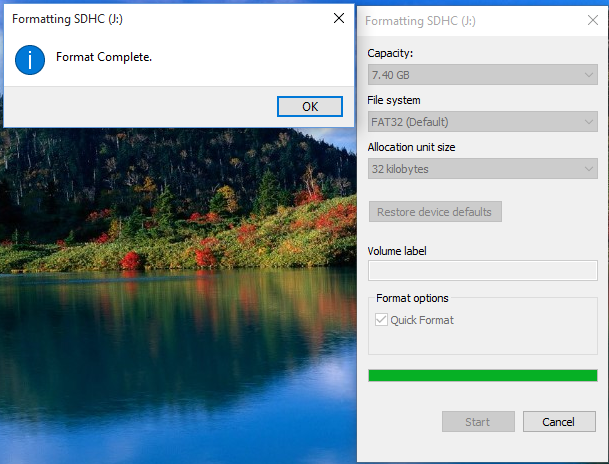 Formatting SDHC (J:)
Format Complete.
OK
Formatting SDHC (J:)
Capacity:
7.40 GB
File system
FAT32 (Default)
Allocation unit size
32 kilobytes
Restore device defaults
Volume label
Format options
Quick Format
Start
Cancel